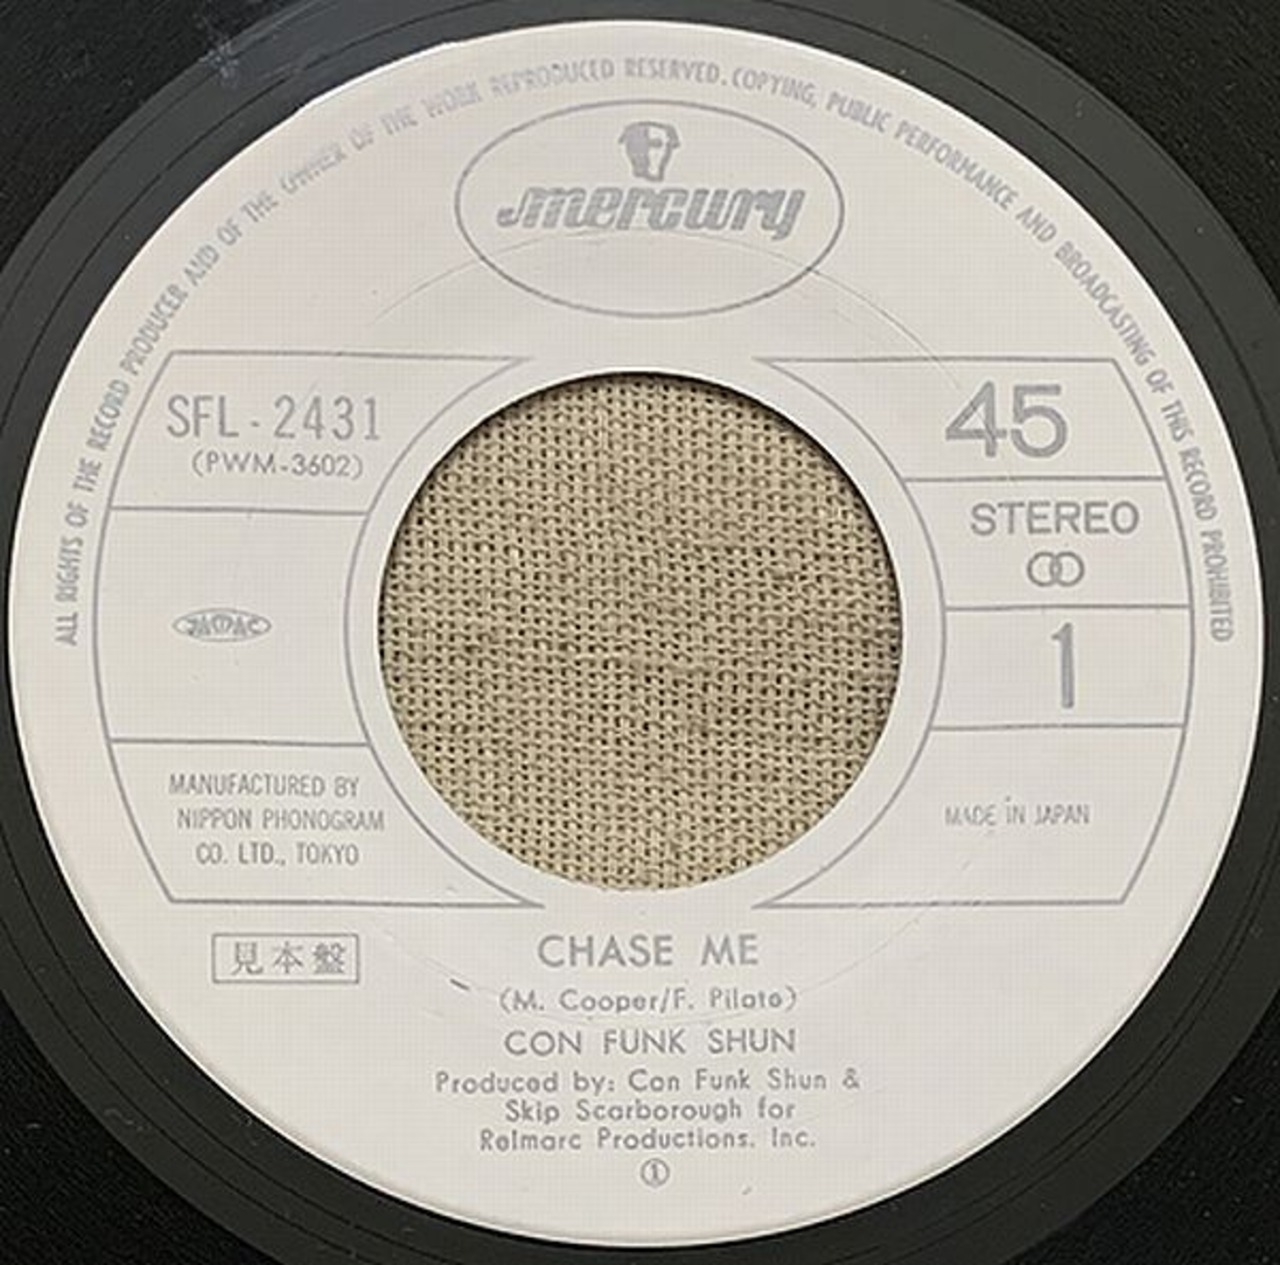 ALL RIGHTS OF THE RECORD PRODUCER AND OF THE OWNER OF THE WORK REPRODUCED RESERVED. COPYING, PUBLIC PERFORMANCE AND BROADCASTING OF THIS RECORD PROHIBITED
mercury
SFL-2431
(PWM-3602)
45
STEREO
1
JASRAC
MANUFACTURED BY
NIPPON PHONOGRAM
CO. LTD., TOKYO
MADE IN JAPAN
見本盤
CHASE ME
(M. Cooper/F. Pilate)
CON FUNK SHUN
Produced by: Con Funk Shun &
Skip Scarborough for
Relmarc Productions. Inc.
①